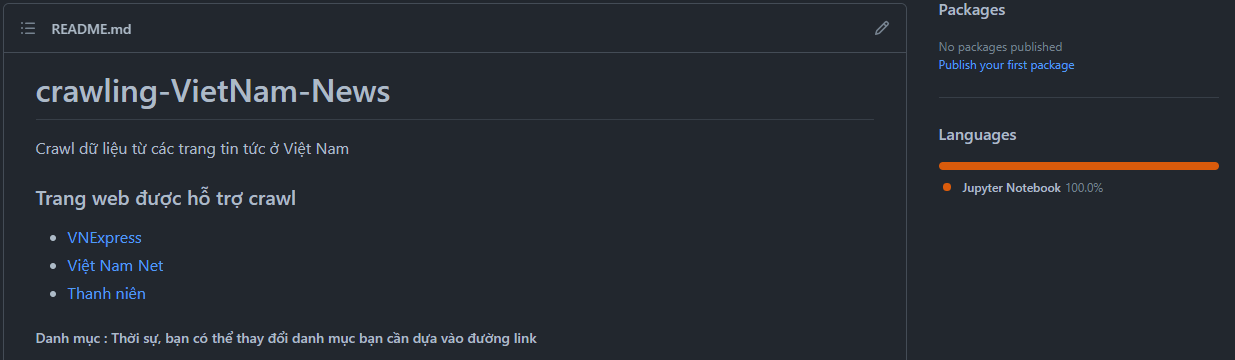 README.md
crawling-VietNam-News
Crawl dữ liệu từ các trang tin tức ở Việt Nam
Trang web được hỗ trợ crawl
VNExpress
Việt Nam Net
Thanh niên
Danh mục : Thời sự, bạn có thể thay đổi danh mục bạn cần dựa vào đường link
Packages
No packages published
Publish your first package
Languages
Jupyter Notebook 100.0%